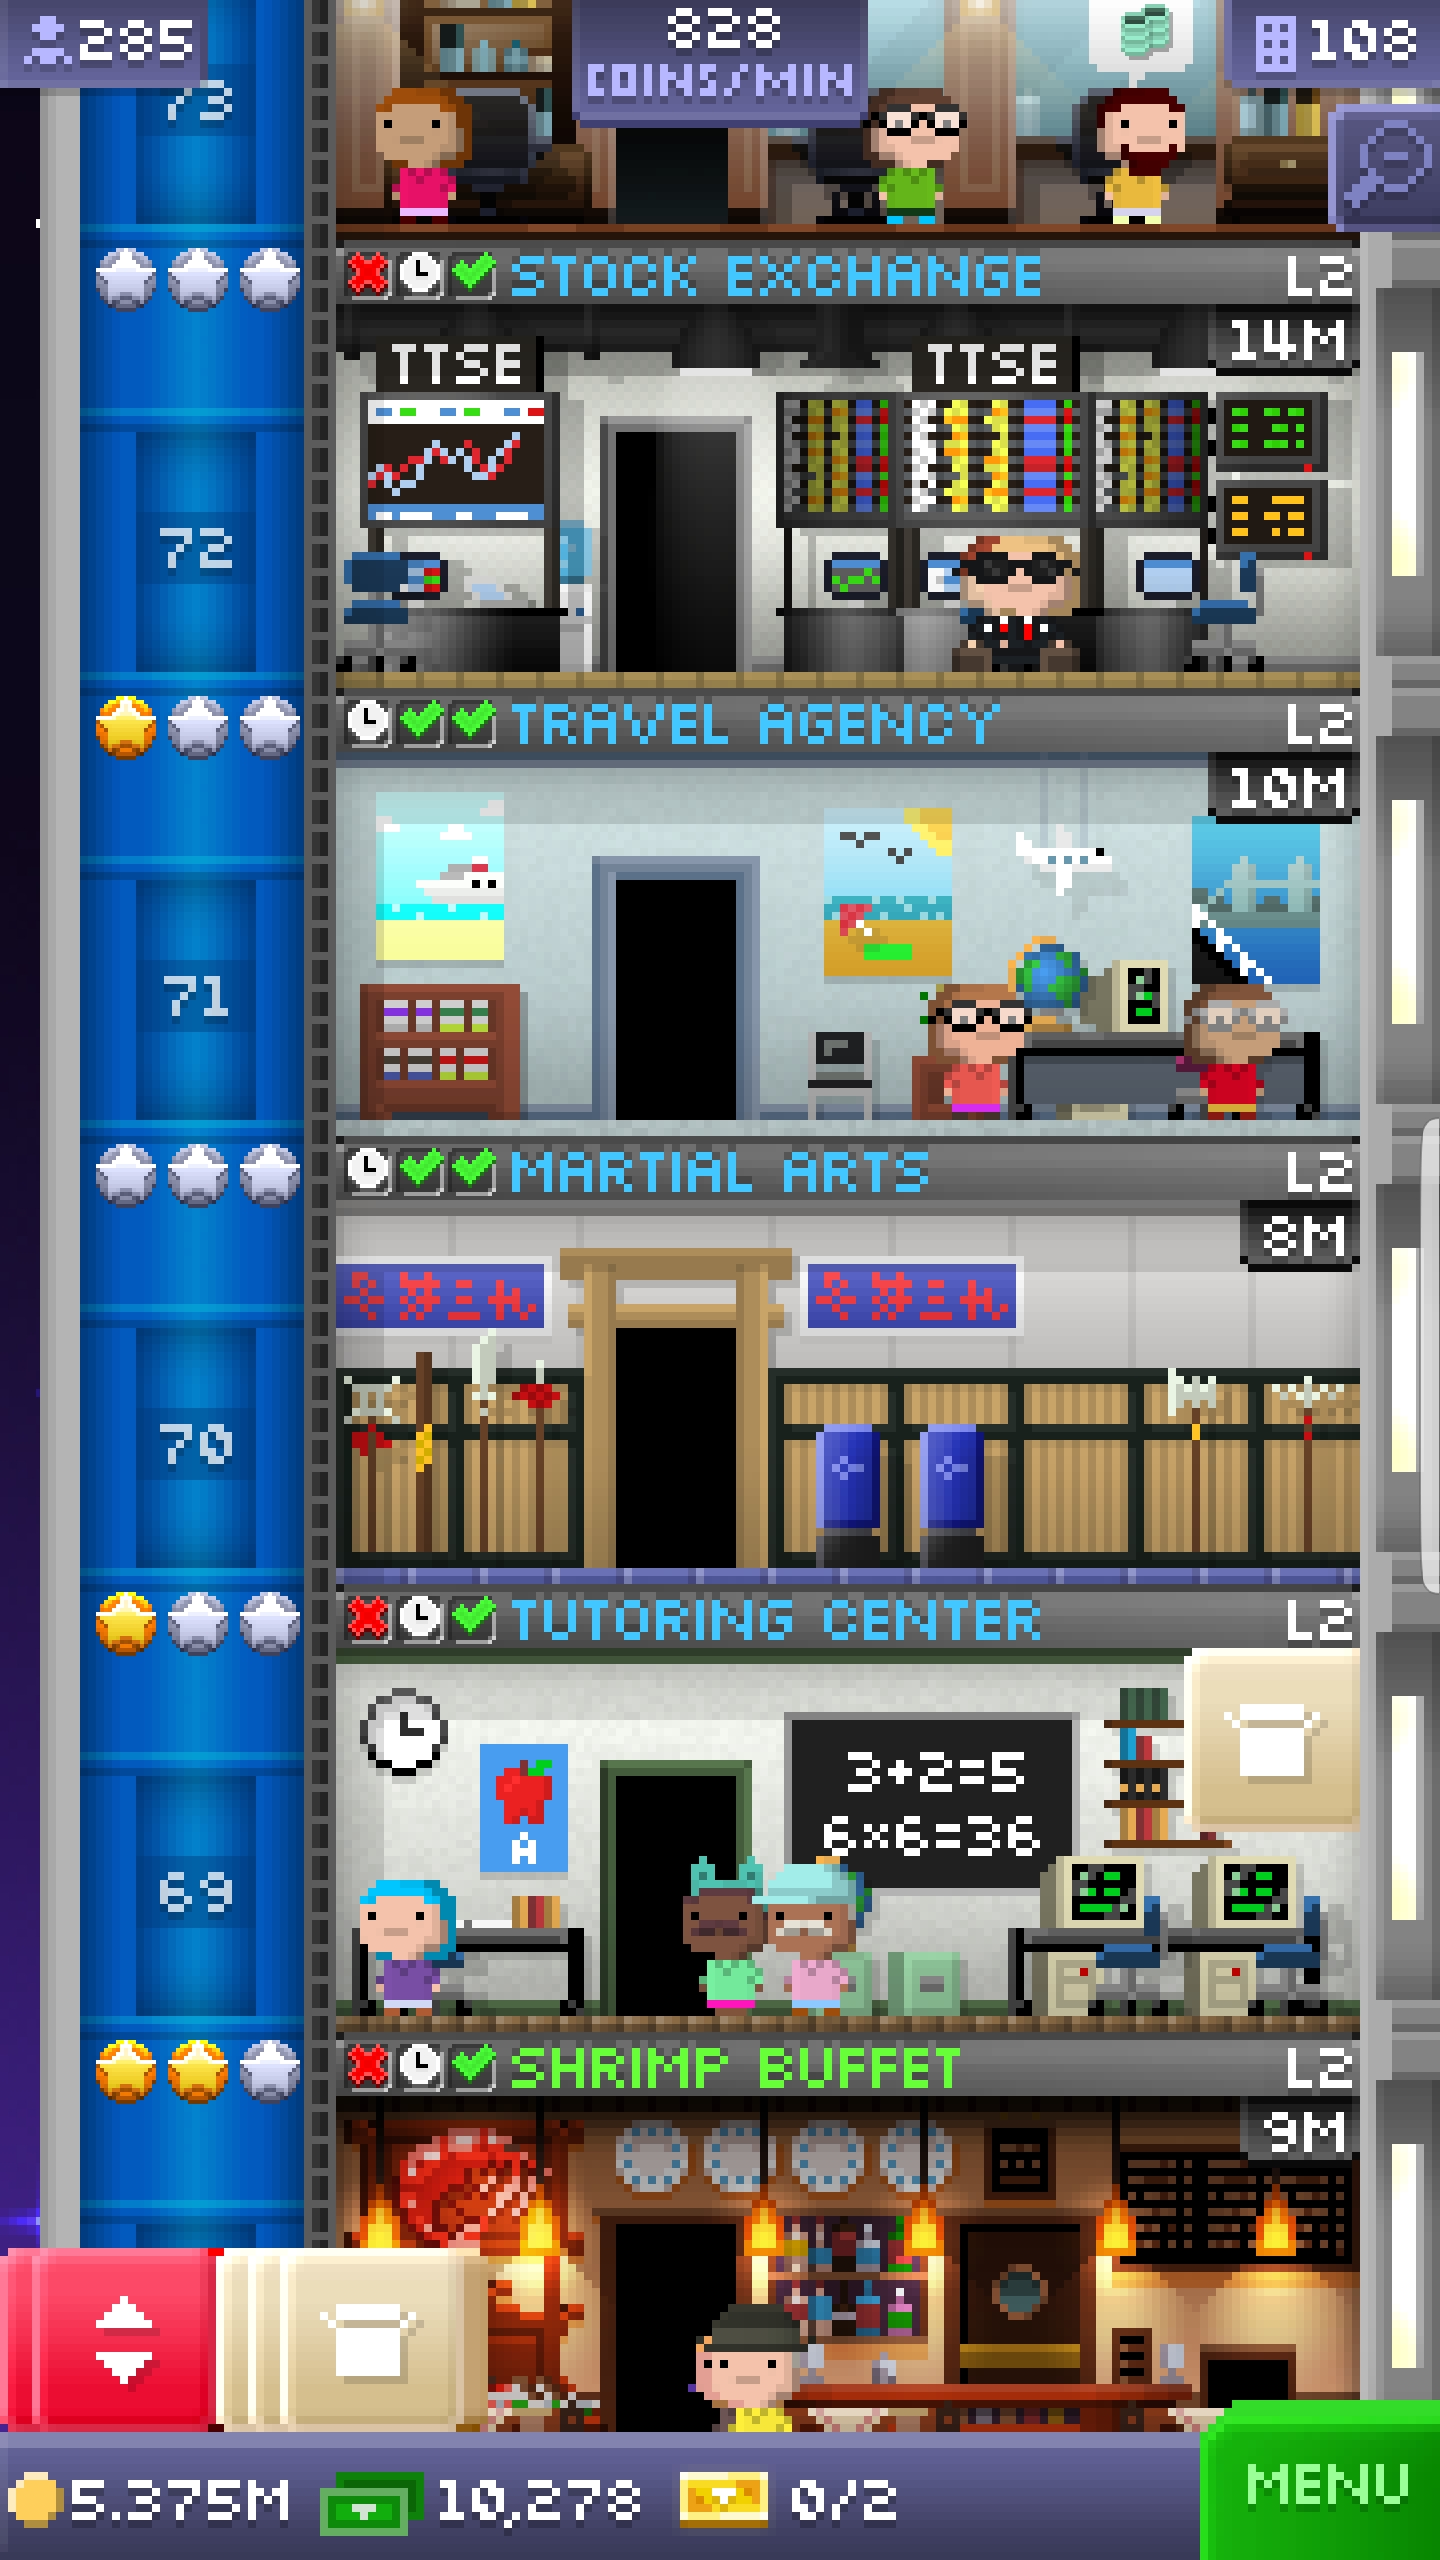 285
828
COINS/MIN
108
73
STOCK EXCHANGE
L2
14M
TTSE
TTSE
72
TRAVEL AGENCY
L2
10M
71
MARTIAL ARTS
L2
8M
70
TUTORING CENTER
L2
3+2=5
6×6=36
A
69
SHRIMP BUFFET
L2
9M
5.375M
10,278
0/2
MENU